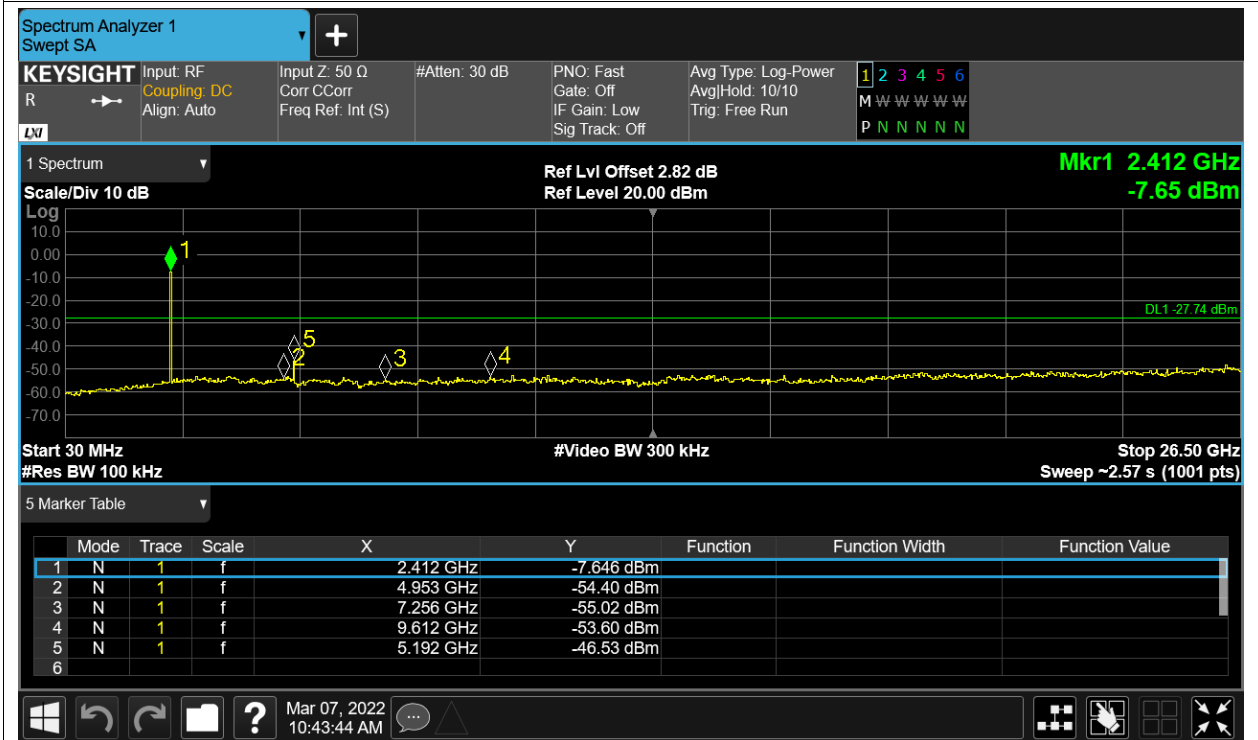 Spectrum Analyzer 1
Swept SA
+
KEYSIGHT
R
LXI
Input: RF
Coupling: DC
Align: Auto
Input Z: 50 Ω
Corr CCorr
Freq Ref: Int (S)
#Atten: 30 dB
PNO: Fast
Gate: Off
IF Gain: Low
Sig Track: Off
Avg Type: Log-Power
Avg|Hold: 10/10
Trig: Free Run
1 2 3 4 5 6
M W W W W W
P N N N N N
1 Spectrum
Scale/Div 10 dB
Ref Lvl Offset 2.82 dB
Ref Level 20.00 dBm
Mkr1 2.412 GHz
-7.65 dBm
Log
10.0
0.00
-10.0
-20.0
-30.0
-40.0
-50.0
-60.0
-70.0
1
DL1 -27.74 dBm
5
2
3
4
Start 30 MHz
#Video BW 300 kHz
Stop 26.50 GHz
#Res BW 100 kHz
Sweep ~2.57 s (1001 pts)
5 Marker Table
Mode Trace Scale X Y Function Function Width Function Value
1 N 1 f 2.412 GHz -7.646 dBm
2 N 1 f 4.953 GHz -54.40 dBm
3 N 1 f 7.256 GHz -55.02 dBm
4 N 1 f 9.612 GHz -53.60 dBm
5 N 1 f 5.192 GHz -46.53 dBm
6
?
Mar 07, 2022
10:43:44 AM